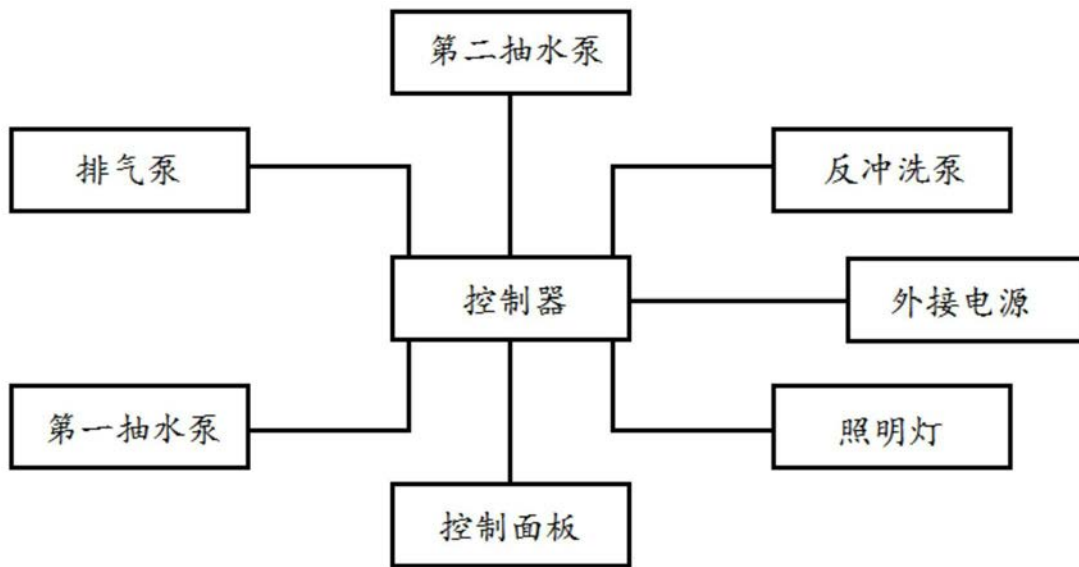 第二抽水泵
排气泵
反冲洗泵
控制器
外接电源
第一抽水泵
照明灯
控制面板